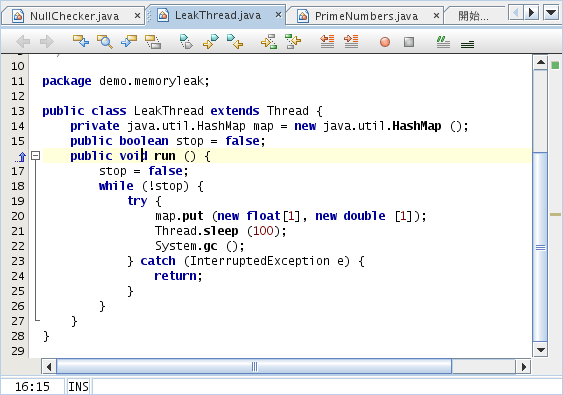 NullChecker.java LeakThread.java PrimeNumbers.java 開始...
10
11 package demo.memoryleak;
12
13 public class LeakThread extends Thread {
14 private java.util.HashMap map = new java.util.HashMap ();
15 public boolean stop = false;
public void run () {
17 stop = false;
18 while (!stop) {
19 try {
20 map.put (new float[1], new double [1]);
21 Thread.sleep (100);
22 System.gc ();
23 } catch (InterruptedException e) {
24 return;
25 }
26 }
27 }
28 }
29
16:15 INS